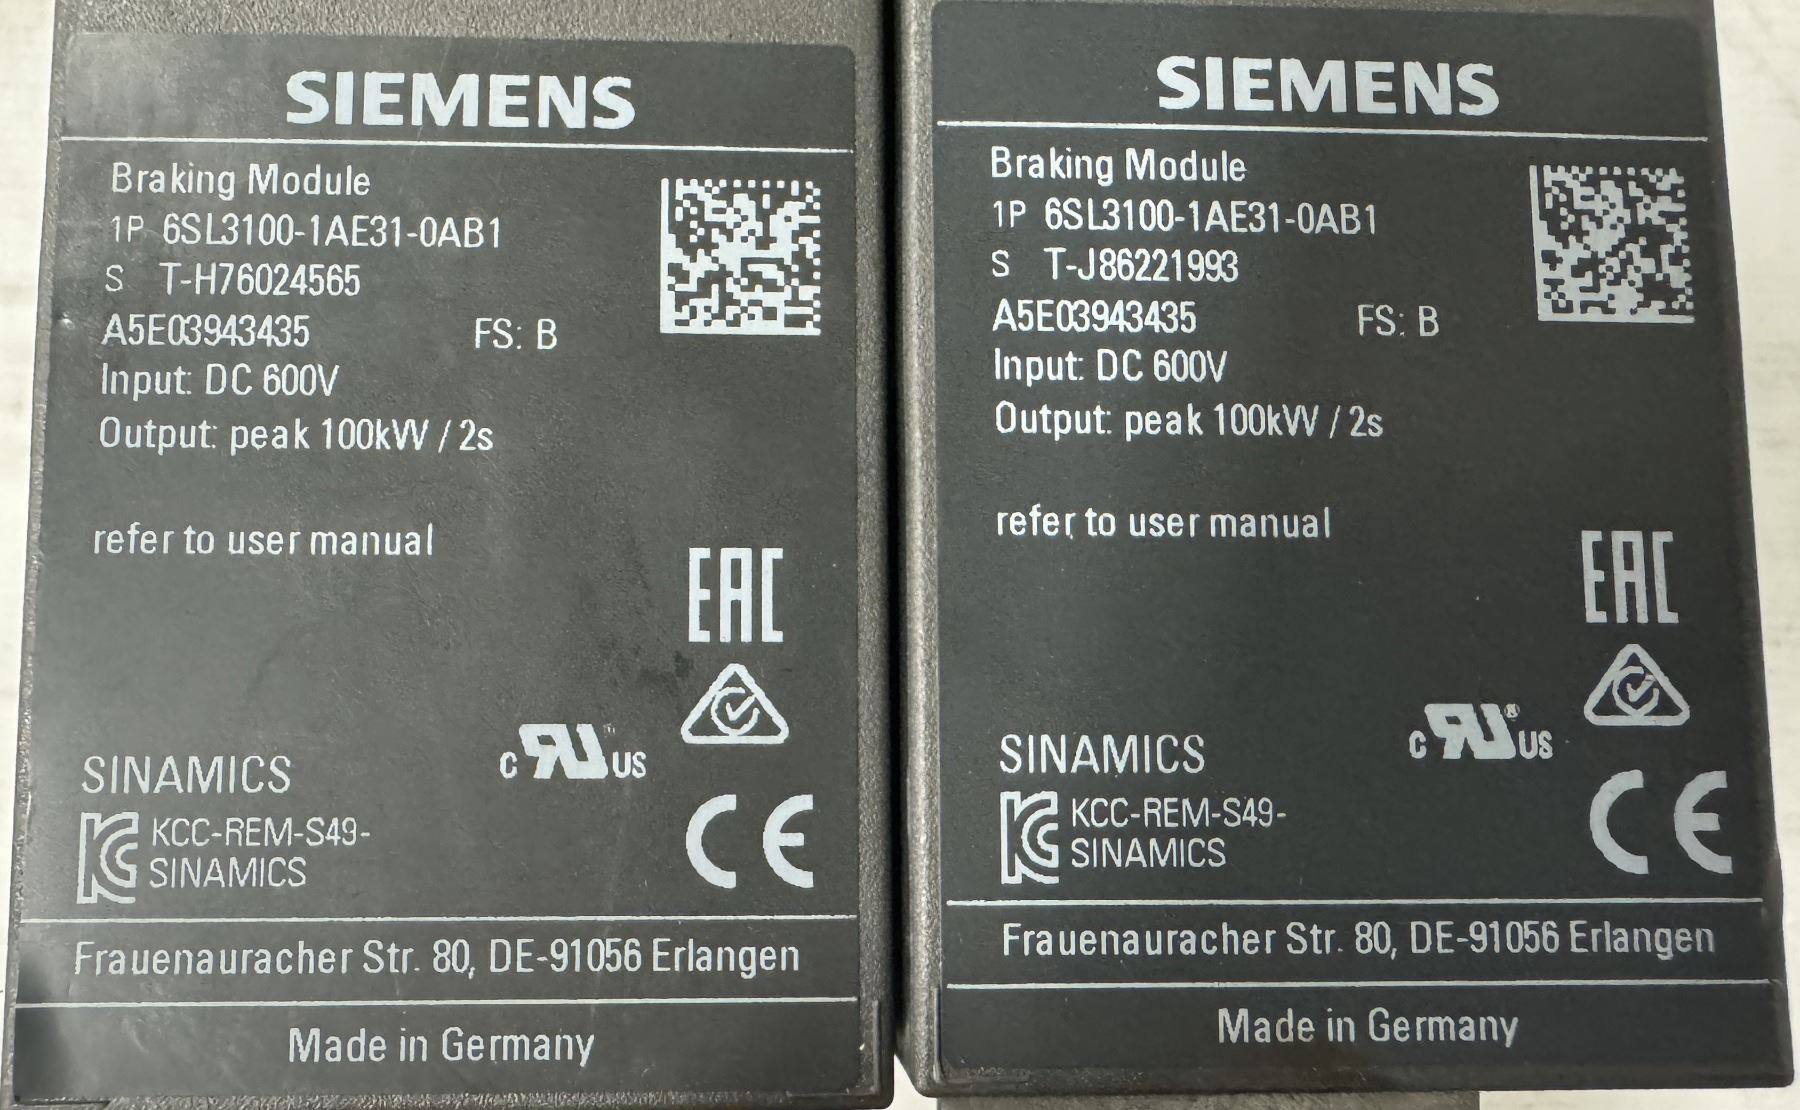 SIEMENS
Braking Module
1P 6SL3100-1AE31-0AB1
S T-H76024565
A5E03943435 FS: B
Input: DC 600V
Output: peak 100kW / 2s
refer to user manual
EAC
c RU US
SINAMICS
KCC-REM-S49-
SINAMICS
CE
Frauenauracher Str. 80, DE-91056 Erlangen
Made in Germany
SIEMENS
Braking Module
1P 6SL3100-1AE31-0AB1
S T-J86221993
A5E03943435 FS: B
Input: DC 600V
Output: peak 100kW / 2s
refer to user manual
EAC
c RU® US
SINAMICS
KCC-REM-S49-
SINAMICS
CE
Frauenauracher Str. 80, DE-91056 Erlangen
Made in Germany